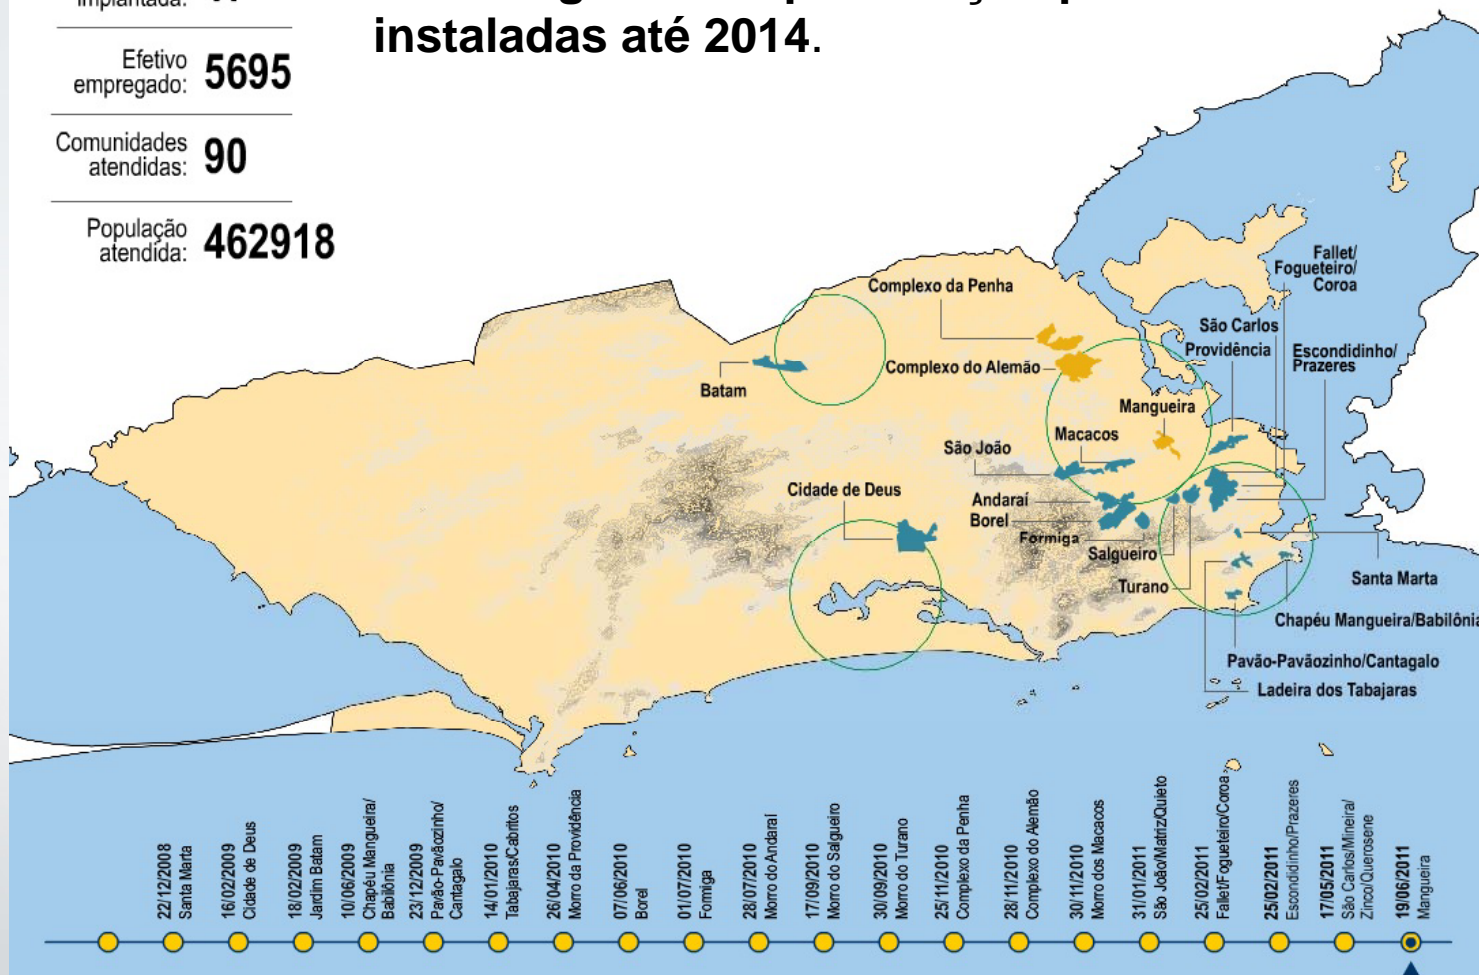 implantada:
instaladas até 2014.
Efetivo
empregado: 5695
Comunidades
atendidas: 90
População
atendida: 462918
Fallet/
Fogueteiro/
Coroa
Complexo da Penha
São Carlos
Providência
Escondidinho/
Prazeres
Complexo do Alemão
Batam
Mangueira
Macacos
São João
Cidade de Deus
Andaraí
Borel
Formiga
Salgueiro
Turano
Santa Marta
Chapéu Mangueira/Babilônia
Pavão-Pavãozinho/Cantagalo
Ladeira dos Tabajaras
22/12/2008
Santa Marta
16/02/2009
Cidade de Deus
18/02/2009
Jardim Batam
10/06/2009
Chapéu Mangueira/
Babilônia
23/12/2009
Pavão-Pavãozinho/
Cantagalo
14/01/2010
Tabajaras/Cabritos
26/04/2010
Morro da Providência
07/06/2010
Borel
01/07/2010
Formiga
28/07/2010
Morro do Andaraí
17/09/2010
Morro do Salgueiro
30/09/2010
Morro do Turano
25/11/2010
Complexo da Penha
28/11/2010
Complexo do Alemão
30/11/2010
Morro dos Macacos
31/01/2011
São João/Matriz/Quieto
25/02/2011
Fallet/Fogueteiro/Coroa
25/02/2011
Escondidinho/Prazeres
17/05/2011
São Carlos/Mineira/
Zinco/Querosene
19/06/2011
Mangueira